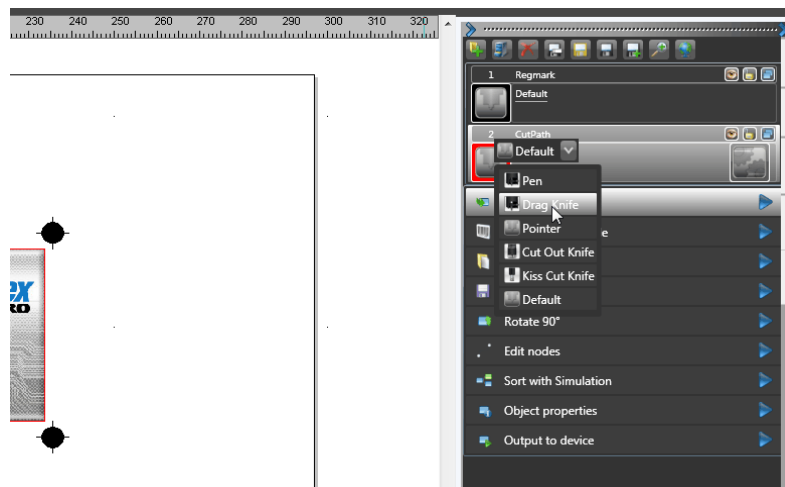 230 240 250 260 270 280 290 300 310 320
1 Regmark
Default
2 CutPath
Default
Pen
Drag Knife
Pointer
e
Cut Out Knife
Kiss Cut Knife
Default
Rotate 90°
Edit nodes
Sort with Simulation
Object properties
Output to device
ex
RO